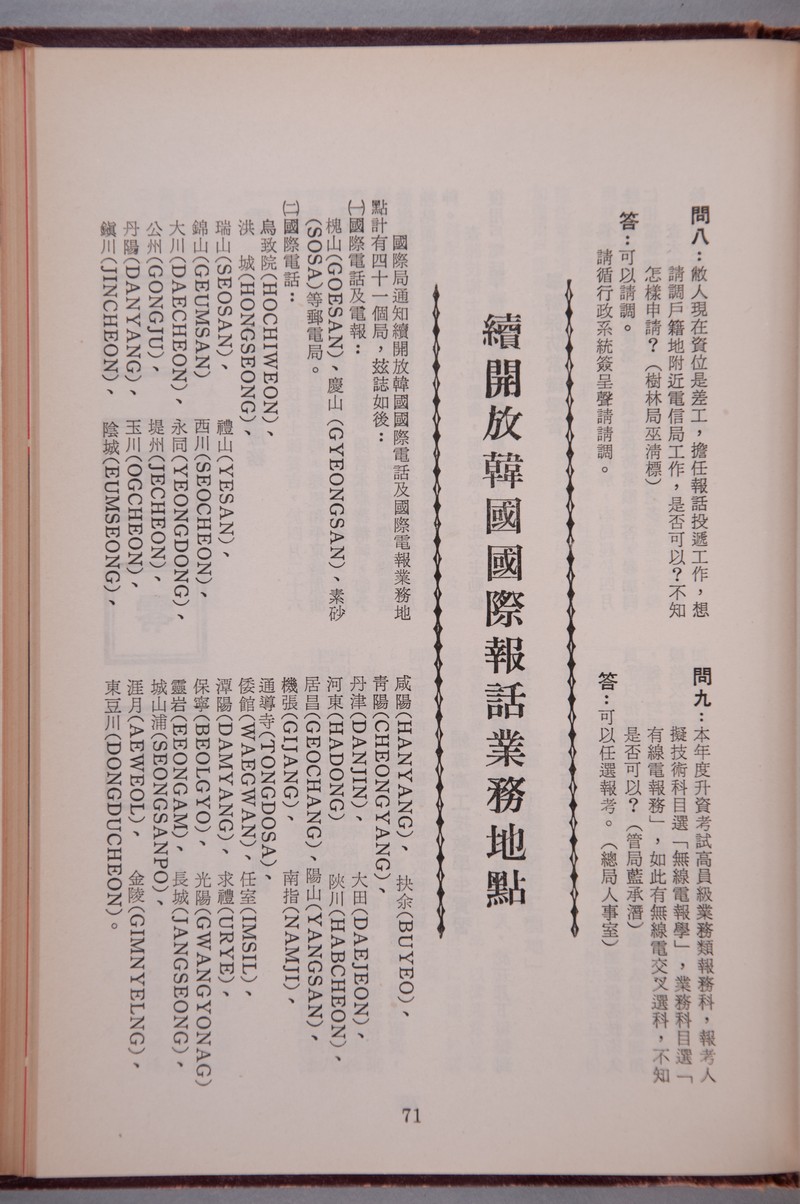 問八：敝人現在資位是差工，擔任報話投遞工作，想
請調戶籍地附近電信局工作，是否可以？不知
怎樣申請？（樹林局巫清標）
答：可以請調。
請循行政系統簽呈聲請請調。
問九：本年度升資考試高員級業務類報務科，報考人
擬技術科目選「無線電報學」，業務科目選「
有線電報務」，如此有無線電交叉選科，不知
是否可以？（管局藍承潛）
答：可以任選報考。（總局人事室）
續開放韓國國際報話業務地點
國際局通知續開放韓國國際電話及國際電報業務地
點計有四十一個局，茲誌如後：
㈠國際電話及電報：
槐山(GOESAN)、慶山(GYEONGSAN)、素砂
(SOSA)等郵電局。
㈡國際電話：
鳥致院(HOCHIWEON)、
洪　城(HONGSEONG)、
瑞山(SEOSAN)、禮山(YESAN)、
錦山(GEUMSAN)　西川(SEOCHEON)、
大川(DAECHEON)、永同(YEONGDONG)、
公州(GONGJU)、堤州(JECHEON)、
丹陽(DANYANG)、玉川(OGCHEON)、
鎭川(JINCHEON)、陰城(EUMSEONG)、
咸陽(HANYANG)、扶余(BUYEO)、
靑陽(CHEONGYANG)、
丹津(DANJIN)、大田(DAEJEON)、
河東(HADONG)　陜川(HABCHEON)、
居昌(GEOCHANG)、陽山(YANGSAN)、
機張(GIJANG)、南指(NAMJI)、
通導寺(TONGDOSA)、
倭館(WAEGWAN)、任室(IMSIL)、
潭陽(DAMYANG)、求禮(URYE)、
保寧(BEOLGYO)、光陽(GWANGYONAG)
靈岩(EEONGAM)、長城(JANGSEONG)、
城山浦(SEONGSANPO)、
涯月(AEWEOL)、金陵(GIMNYELNG)、
東豆川(DONGDUCHEON)。
71